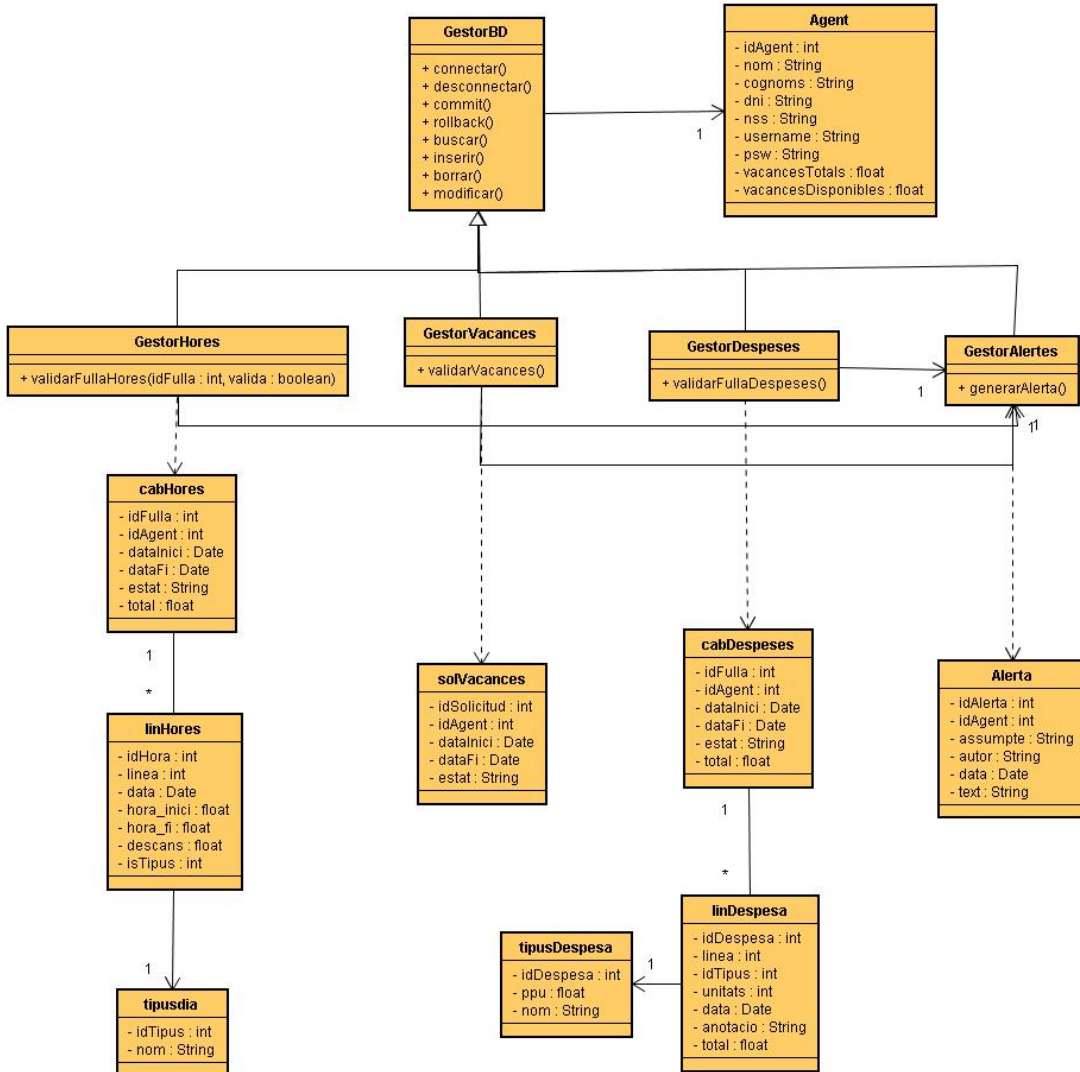 GestorBD
+ connectar()
+ desconnectar()
+ commit()
+ rollback()
+ buscar()
+ inserir()
+ borrar()
+ modificar()
Agent
- idAgent : int
- nom : String
- cognoms : String
- dni : String
- nss : String
- username : String
- psw : String
- vacancesTotals : float
- vacancesDisponibles : float
1
GestorHores
+ validarFullaHores(idFulla : int, valida : boolean)
GestorVacances
+ validarVacances()
GestorDespeses
+ validarFullaDespeses()
GestorAlertes
+ generarAlerta()
1
1
1
cabHores
- idFulla : int
- idAgent : int
- dataInici : Date
- dataFi : Date
- estat : String
- total : float
1
*
linHores
- idHora : int
- linea : int
- data : Date
- hora_inici : float
- hora_fi : float
- descans : float
- isTipus : int
1
tipusdia
- idTipus : int
- nom : String
solVacances
- idSolicitud : int
- idAgent : int
- dataInici : Date
- dataFi : Date
- estat : String
cabDespeses
- idFulla : int
- idAgent : int
- dataInici : Date
- dataFi : Date
- estat : String
- total : float
1
*
Alerta
- idAlerta : int
- idAgent : int
- assumpte : String
- autor : String
- data : Date
- text : String
linDespesa
- idDespesa : int
- linea : int
- idTipus : int
- unitats : int
- data : Date
- anotacio : String
- total : float
1
tipusDespesa
- idDespesa : int
- ppu : float
- nom : String